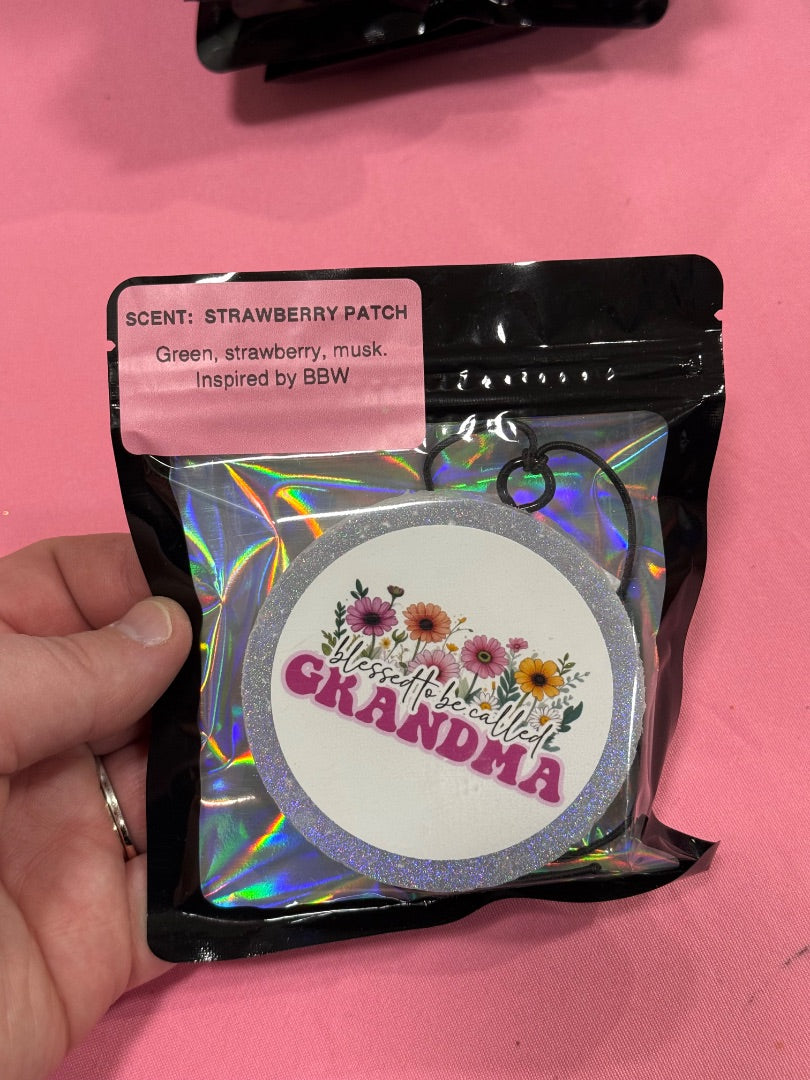 SCENT: STRAWBERRY PATCH
Green, strawberry, musk.
Inspired by BBW
blessed to be called
GRANDMA